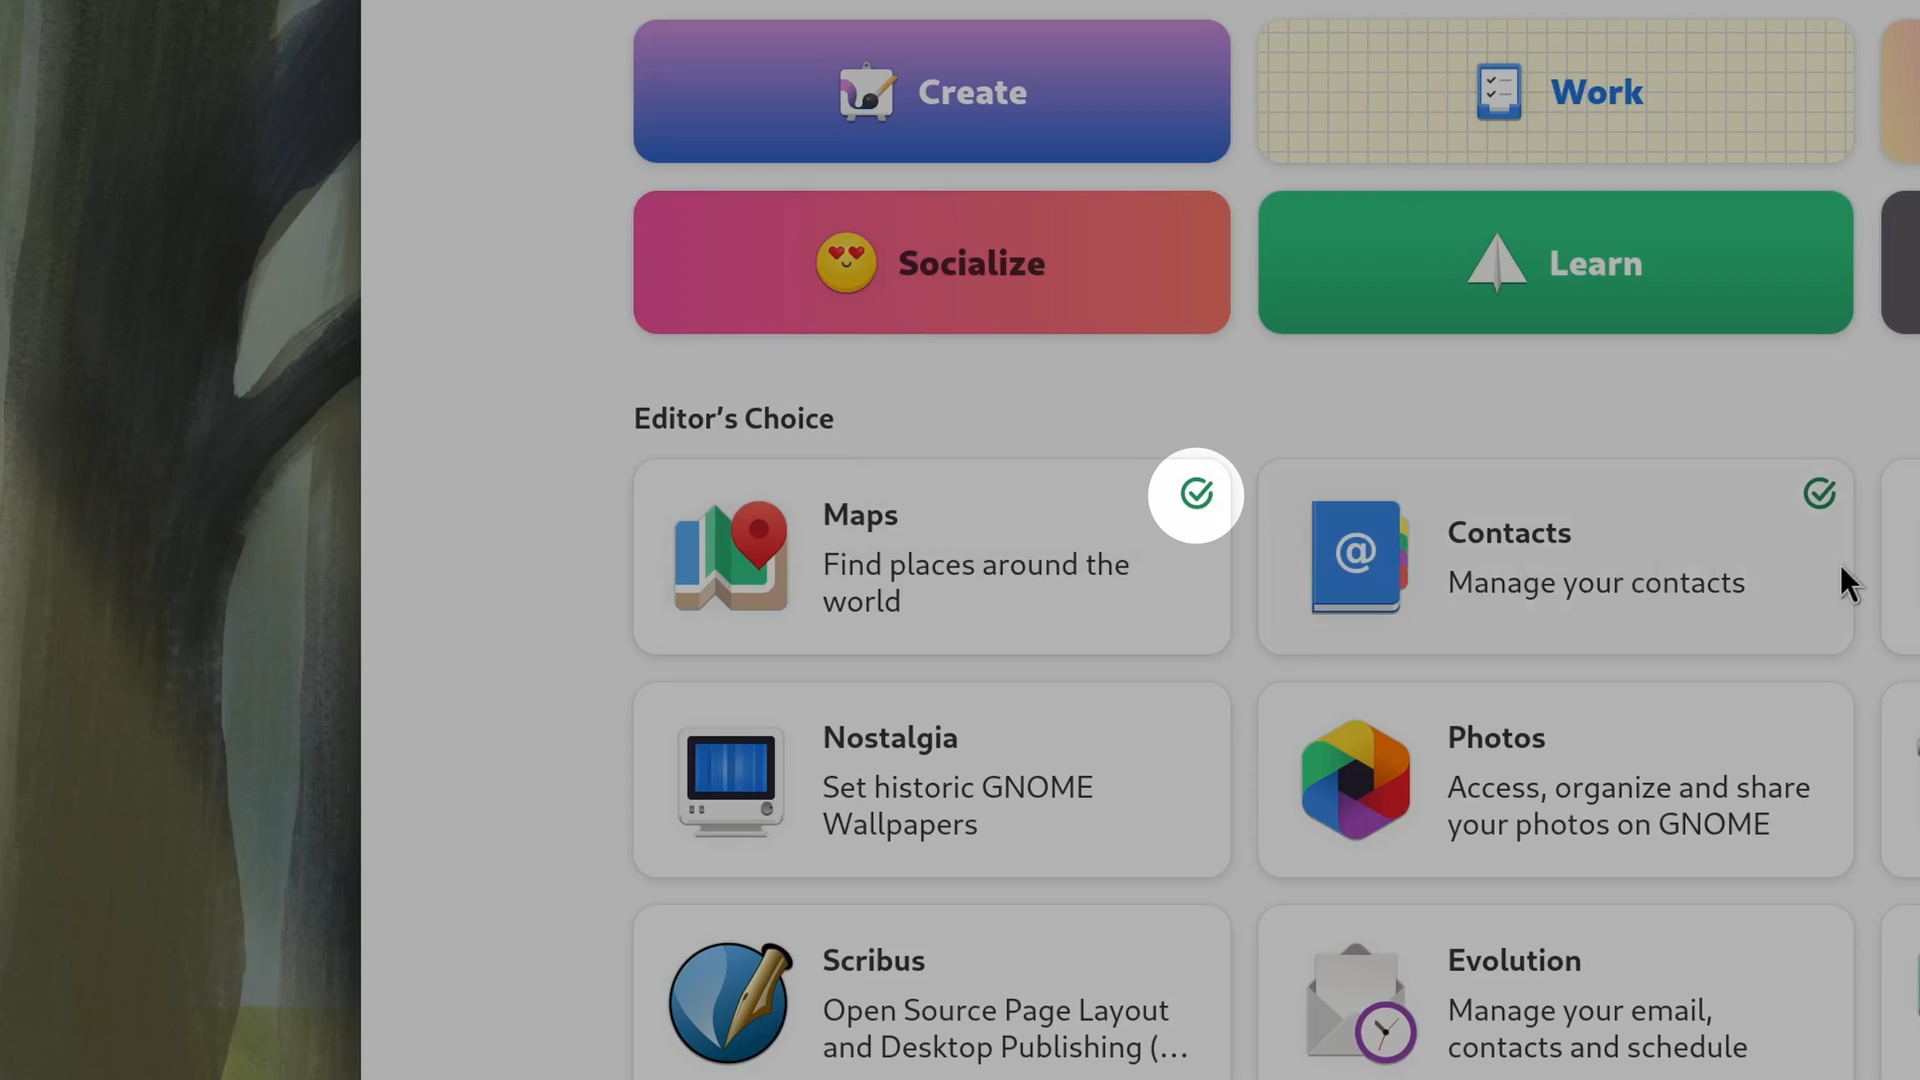 Create
Work
Socialize
Learn
Editor’s Choice
Maps
Find places around the
world
@
Contacts
Manage your contacts
Nostalgia
Set historic GNOME
Wallpapers
Photos
Access, organize and share
your photos on GNOME
Scribus
Open Source Page Layout
and Desktop Publishing (…
Evolution
Manage your email,
contacts and schedule